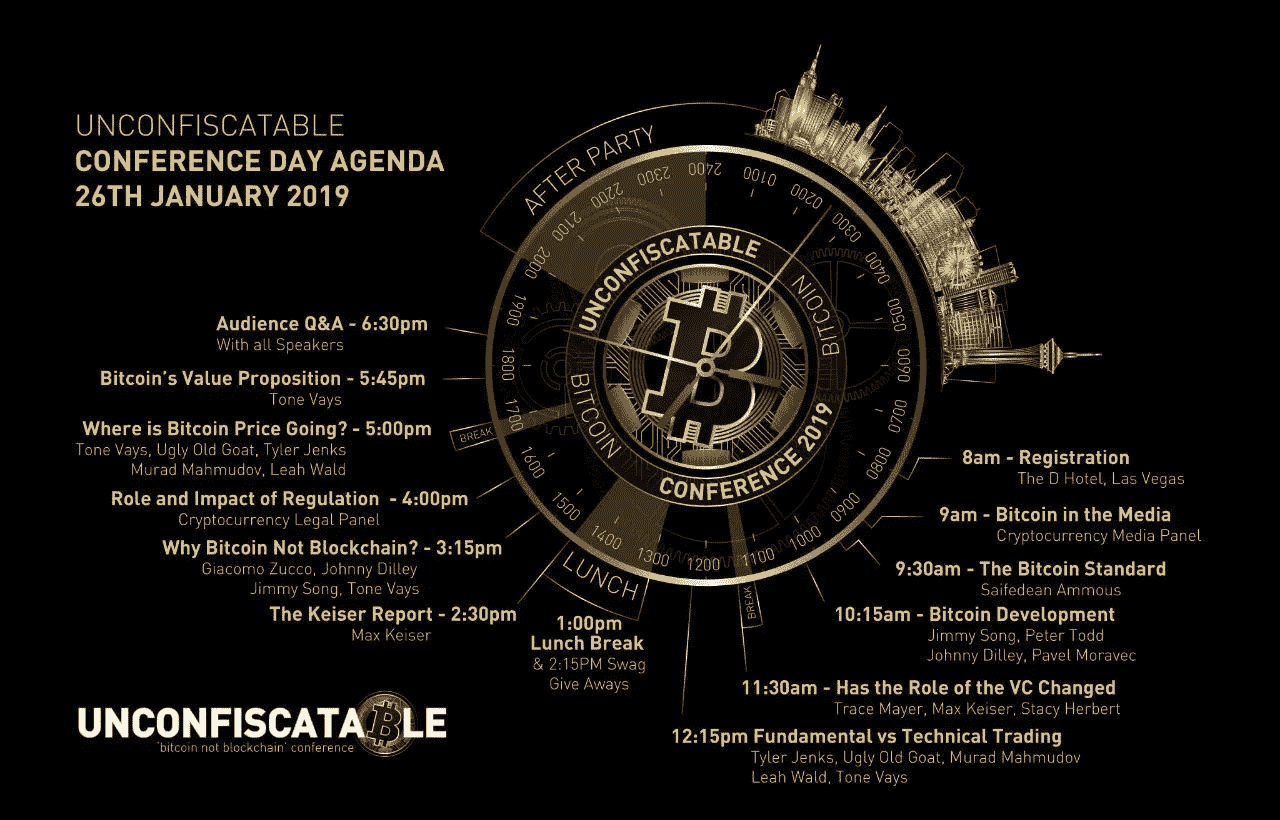 UNCONFISCATABLE
CONFERENCE DAY AGENDA
26TH JANUARY 2019
AFTER PARTY
2400
0100
0200
0300
0400
0500
0600
0700
0800
0900
1000
1100
1200
1300
1400
1500
1600
1700
1800
1900
2000
2100
2200
2300
UNCONFISCATABLE
BITCOIN
CONFERENCE 2019
BITCOIN
8am - Registration
The D Hotel, Las Vegas
9am - Bitcoin in the Media
Cryptocurrency Media Panel
9:30am - The Bitcoin Standard
Saifedean Ammous
10:15am - Bitcoin Development
Jimmy Song, Peter Todd
Johnny Dilley, Pavel Moravec
BREAK
11:30am - Has the Role of the VC Changed
Trace Mayer, Max Keiser, Stacy Herbert
12:15pm Fundamental vs Technical Trading
Tyler Jenks, Ugly Old Goat, Murad Mahmudov
Leah Wald, Tone Vays
LUNCH
1:00pm
Lunch Break
& 2:15PM Swag
Give Aways
The Keiser Report - 2:30pm
Max Keiser
Why Bitcoin Not Blockchain? - 3:15pm
Giacomo Zucco, Johnny Dilley
Jimmy Song, Tone Vays
Role and Impact of Regulation - 4:00pm
Cryptocurrency Legal Panel
BREAK
Where is Bitcoin Price Going? - 5:00pm
Tone Vays, Ugly Old Goat, Tyler Jenks
Murad Mahmudov, Leah Wald
Bitcoin's Value Proposition - 5:45pm
Tone Vays
Audience Q&A - 6:30pm
With all Speakers
UNCONFISCATABLE
'bitcoin not blockchain' conference